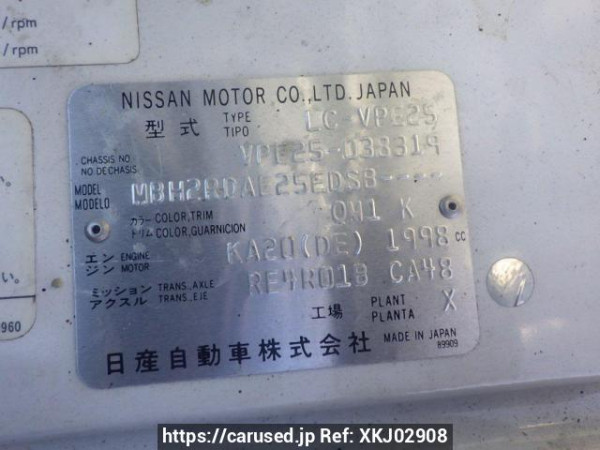 / rpm
/ rpm
NISSAN MOTOR CO.,LTD. JAPAN
型式 TYPE TIPO LC-VPE25
CHASSIS NO NO DE CHASIS VPE25-038319
MODEL MODELO MBH2RDAE25EDSB-----
カラー COLOR,TRIM トリム COLOR,GUARNICION QM1 K
エンジン ENGINE MOTOR KA20(DE) 1998 CC
ミッション TRANS.,AXLE アクスル TRANS.,EJE RE4R01B CA48
工場 PLANT PLANTA X
日産自動車株式会社 MADE IN JAPAN
89909
い。
960
https://carused.jp Ref: XKJ02908